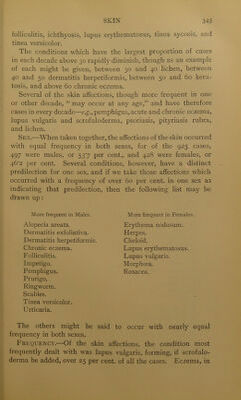 SKIN 345
folliculitis, ichthyosis, lupus erythematosus, tinea sycosis, and
tinea versicolor.
The conditions which have the largest proportion of cases
in each decade above 30 rapidly diminish, though as an example
of each might be given, between 30 and 40 lichen, between
40 and 50 dermatitis herpetiformis, between 50 and 60 kera-
tosis, and above 60 chronic eczema.
Several of the skin affections, though more frequent in one
or other decade, "may occur at any age," and have therefore
cases in every decade—e.g., pemphigus, acute and chronic eczema,
lupus vulgaris and scrofuloderma, psoriasis, pityriasis rubra,
and lichen.
Sex.—When taken together, the affections of the skin occurred
with equal frequency in both sexes, for of the 925 cases,
497 were males, or 53·7 per cent., and 428 were females, or
46·2 per cent. Several conditions, however, have a distinct
predilection for one sex, and if we take those affections which
occurred with a frequency of over 60 per cent. in one sex as
indicating that predilection, then the following list may be
drawn up:
More frequent in Males.
Alopecia areata.
Dermatitis exfoliativa.
Dermatitis herpetiformis.
Chronic eczema.
Folliculitis.
Impetigo.
Pemphigus.
Prurigo.
Ringworm.
Scabies.
Tinea versicolor.
Urticaria.
More frequent in Females.
Erythema nodosum.
Herpes.
Cheloid.
Lupus erythematosus.
Lupus vulgaris.
Morphœa.
Rosacea.
The others might be said to occur with nearly equal
frequency in both sexes.
Frequency.—Of the skin affections, the condition most
frequently dealt with was lupus vulgaris, forming, if scrofulo-
derma be added, over 25 per cent. of all the cases. Eczema, in